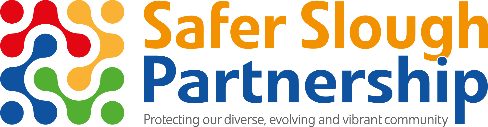 Safer Slough
Partnership
Protecting our diverse, evolving and vibrant community